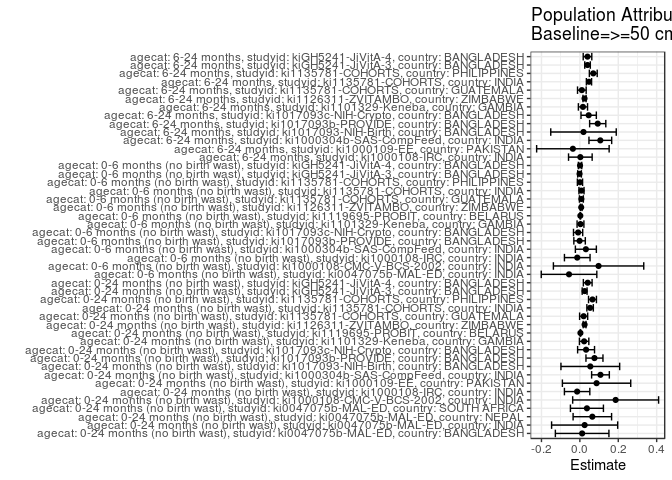 Population Attribu
Baseline=>=50 cm
agecat: 6-24 months, studyid: kiGH5241-JiVitA-4, country: BANGLADESH
agecat: 6-24 months, studyid: kiGH5241-JiVitA-3, country: BANGLADESH
agecat: 6-24 months, studyid: ki1135781-COHORTS, country: PHILIPPINES
agecat: 6-24 months, studyid: ki1135781-COHORTS, country: INDIA
agecat: 6-24 months, studyid: ki1135781-COHORTS, country: GUATEMALA
agecat: 6-24 months, studyid: ki1126311-ZVITAMBO, country: ZIMBABWE
agecat: 6-24 months, studyid: ki1101329-Keneba, country: GAMBIA
agecat: 6-24 months, studyid: ki1017093c-NIH-Crypto, country: BANGLADESH
agecat: 6-24 months, studyid: ki1017093b-PROVIDE, country: BANGLADESH
agecat: 6-24 months, studyid: ki1017093-NIH-Birth, country: BANGLADESH
agecat: 6-24 months, studyid: ki1000304b-SAS-CompFeed, country: INDIA
agecat: 6-24 months, studyid: ki1000109-EE, country: PAKISTAN
agecat: 6-24 months, studyid: ki1000108-IRC, country: INDIA
agecat: 0-6 months (no birth wast), studyid: kiGH5241-JiVitA-4, country: BANGLADESH
agecat: 0-6 months (no birth wast), studyid: kiGH5241-JiVitA-3, country: BANGLADESH
agecat: 0-6 months (no birth wast), studyid: ki1135781-COHORTS, country: PHILIPPINES
agecat: 0-6 months (no birth wast), studyid: ki1135781-COHORTS, country: INDIA
agecat: 0-6 months (no birth wast), studyid: ki1135781-COHORTS, country: GUATEMALA
agecat: 0-6 months (no birth wast), studyid: ki1126311-ZVITAMBO, country: ZIMBABWE
agecat: 0-6 months (no birth wast), studyid: ki1119695-PROBIT, country: BELARUS
agecat: 0-6 months (no birth wast), studyid: ki1101329-Keneba, country: GAMBIA
agecat: 0-6 months (no birth wast), studyid: ki1017093c-NIH-Crypto, country: BANGLADESH
agecat: 0-6 months (no birth wast), studyid: ki1017093b-PROVIDE, country: BANGLADESH
agecat: 0-6 months (no birth wast), studyid: ki1000304b-SAS-CompFeed, country: INDIA
agecat: 0-6 months (no birth wast), studyid: ki1000108-IRC, country: INDIA
agecat: 0-6 months (no birth wast), studyid: ki1000108-CMC-V-BCS-2002, country: INDIA
agecat: 0-6 months (no birth wast), studyid: ki0047075b-MAL-ED, country: INDIA
agecat: 0-24 months (no birth wast), studyid: kiGH5241-JiVitA-4, country: BANGLADESH
agecat: 0-24 months (no birth wast), studyid: kiGH5241-JiVitA-3, country: BANGLADESH
agecat: 0-24 months (no birth wast), studyid: ki1135781-COHORTS, country: PHILIPPINES
agecat: 0-24 months (no birth wast), studyid: ki1135781-COHORTS, country: INDIA
agecat: 0-24 months (no birth wast), studyid: ki1135781-COHORTS, country: GUATEMALA
agecat: 0-24 months (no birth wast), studyid: ki1126311-ZVITAMBO, country: ZIMBABWE
agecat: 0-24 months (no birth wast), studyid: ki1119695-PROBIT, country: BELARUS
agecat: 0-24 months (no birth wast), studyid: ki1101329-Keneba, country: GAMBIA
agecat: 0-24 months (no birth wast), studyid: ki1017093c-NIH-Crypto, country: BANGLADESH
agecat: 0-24 months (no birth wast), studyid: ki1017093b-PROVIDE, country: BANGLADESH
agecat: 0-24 months (no birth wast), studyid: ki1017093-NIH-Birth, country: BANGLADESH
agecat: 0-24 months (no birth wast), studyid: ki1000304b-SAS-CompFeed, country: INDIA
agecat: 0-24 months (no birth wast), studyid: ki1000109-EE, country: PAKISTAN
agecat: 0-24 months (no birth wast), studyid: ki1000108-IRC, country: INDIA
agecat: 0-24 months (no birth wast), studyid: ki1000108-CMC-V-BCS-2002, country: INDIA
agecat: 0-24 months (no birth wast), studyid: ki0047075b-MAL-ED, country: SOUTH AFRICA
agecat: 0-24 months (no birth wast), studyid: ki0047075b-MAL-ED, country: NEPAL
agecat: 0-24 months (no birth wast), studyid: ki0047075b-MAL-ED, country: INDIA
agecat: 0-24 months (no birth wast), studyid: ki0047075b-MAL-ED, country: BANGLADESH
-0.2 0.0 0.2 0.4
Estimate